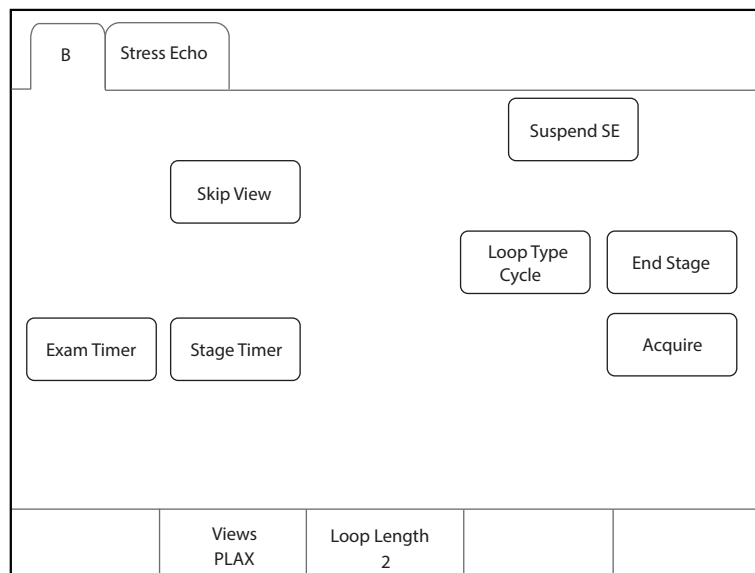 B
Stress Echo
Suspend SE
Skip View
Loop Type
Cycle
End Stage
Exam Timer
Stage Timer
Acquire
Views
PLAX
Loop Length
2